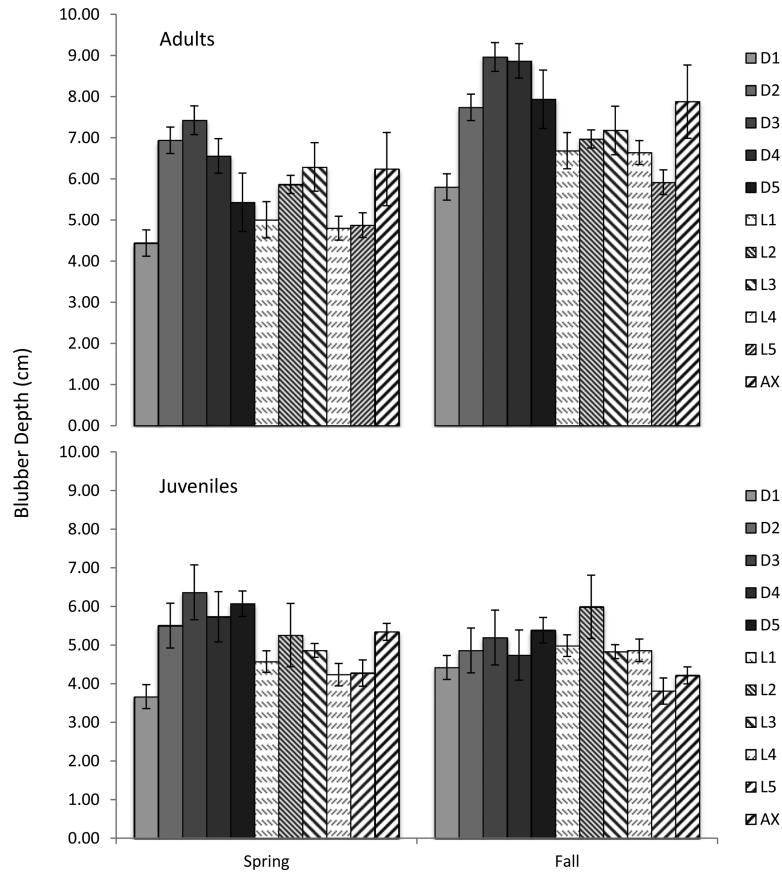 Blubber Depth (cm)
10.00
9.00
8.00
7.00
6.00
5.00
4.00
3.00
2.00
1.00
0.00
Adults
D1
D2
D3
D4
D5
L1
L2
L3
L4
L5
AX
10.00
9.00
8.00
7.00
6.00
5.00
4.00
3.00
2.00
1.00
0.00
Juveniles
D1
D2
D3
D4
D5
L1
L2
L3
L4
L5
AX
Spring Fall